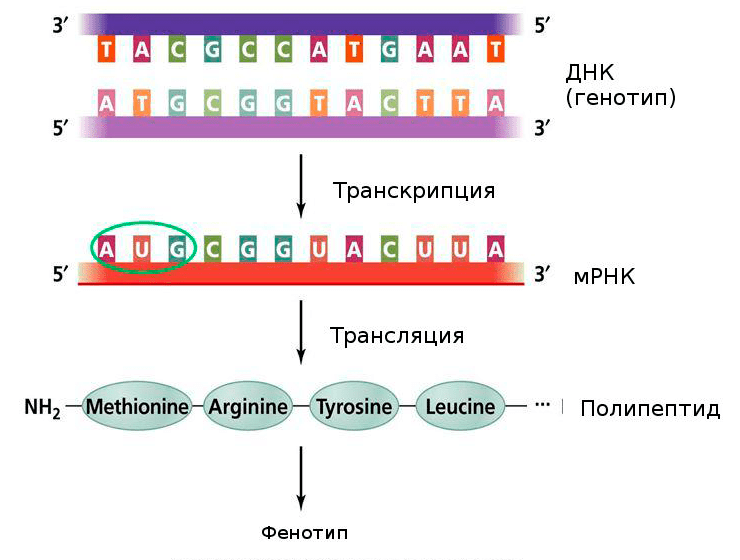 3′ 5′
T A C G C C A T G A A T
ДНК
(генотип)
A T G C G G T A C T T A
5′ 3′
Транскрипция
A U G C G G U A C U U A
5′ 3′ мРНК
Трансляция
NH2 Methionine Arginine Tyrosine Leucine ... Полипептид
Фенотип